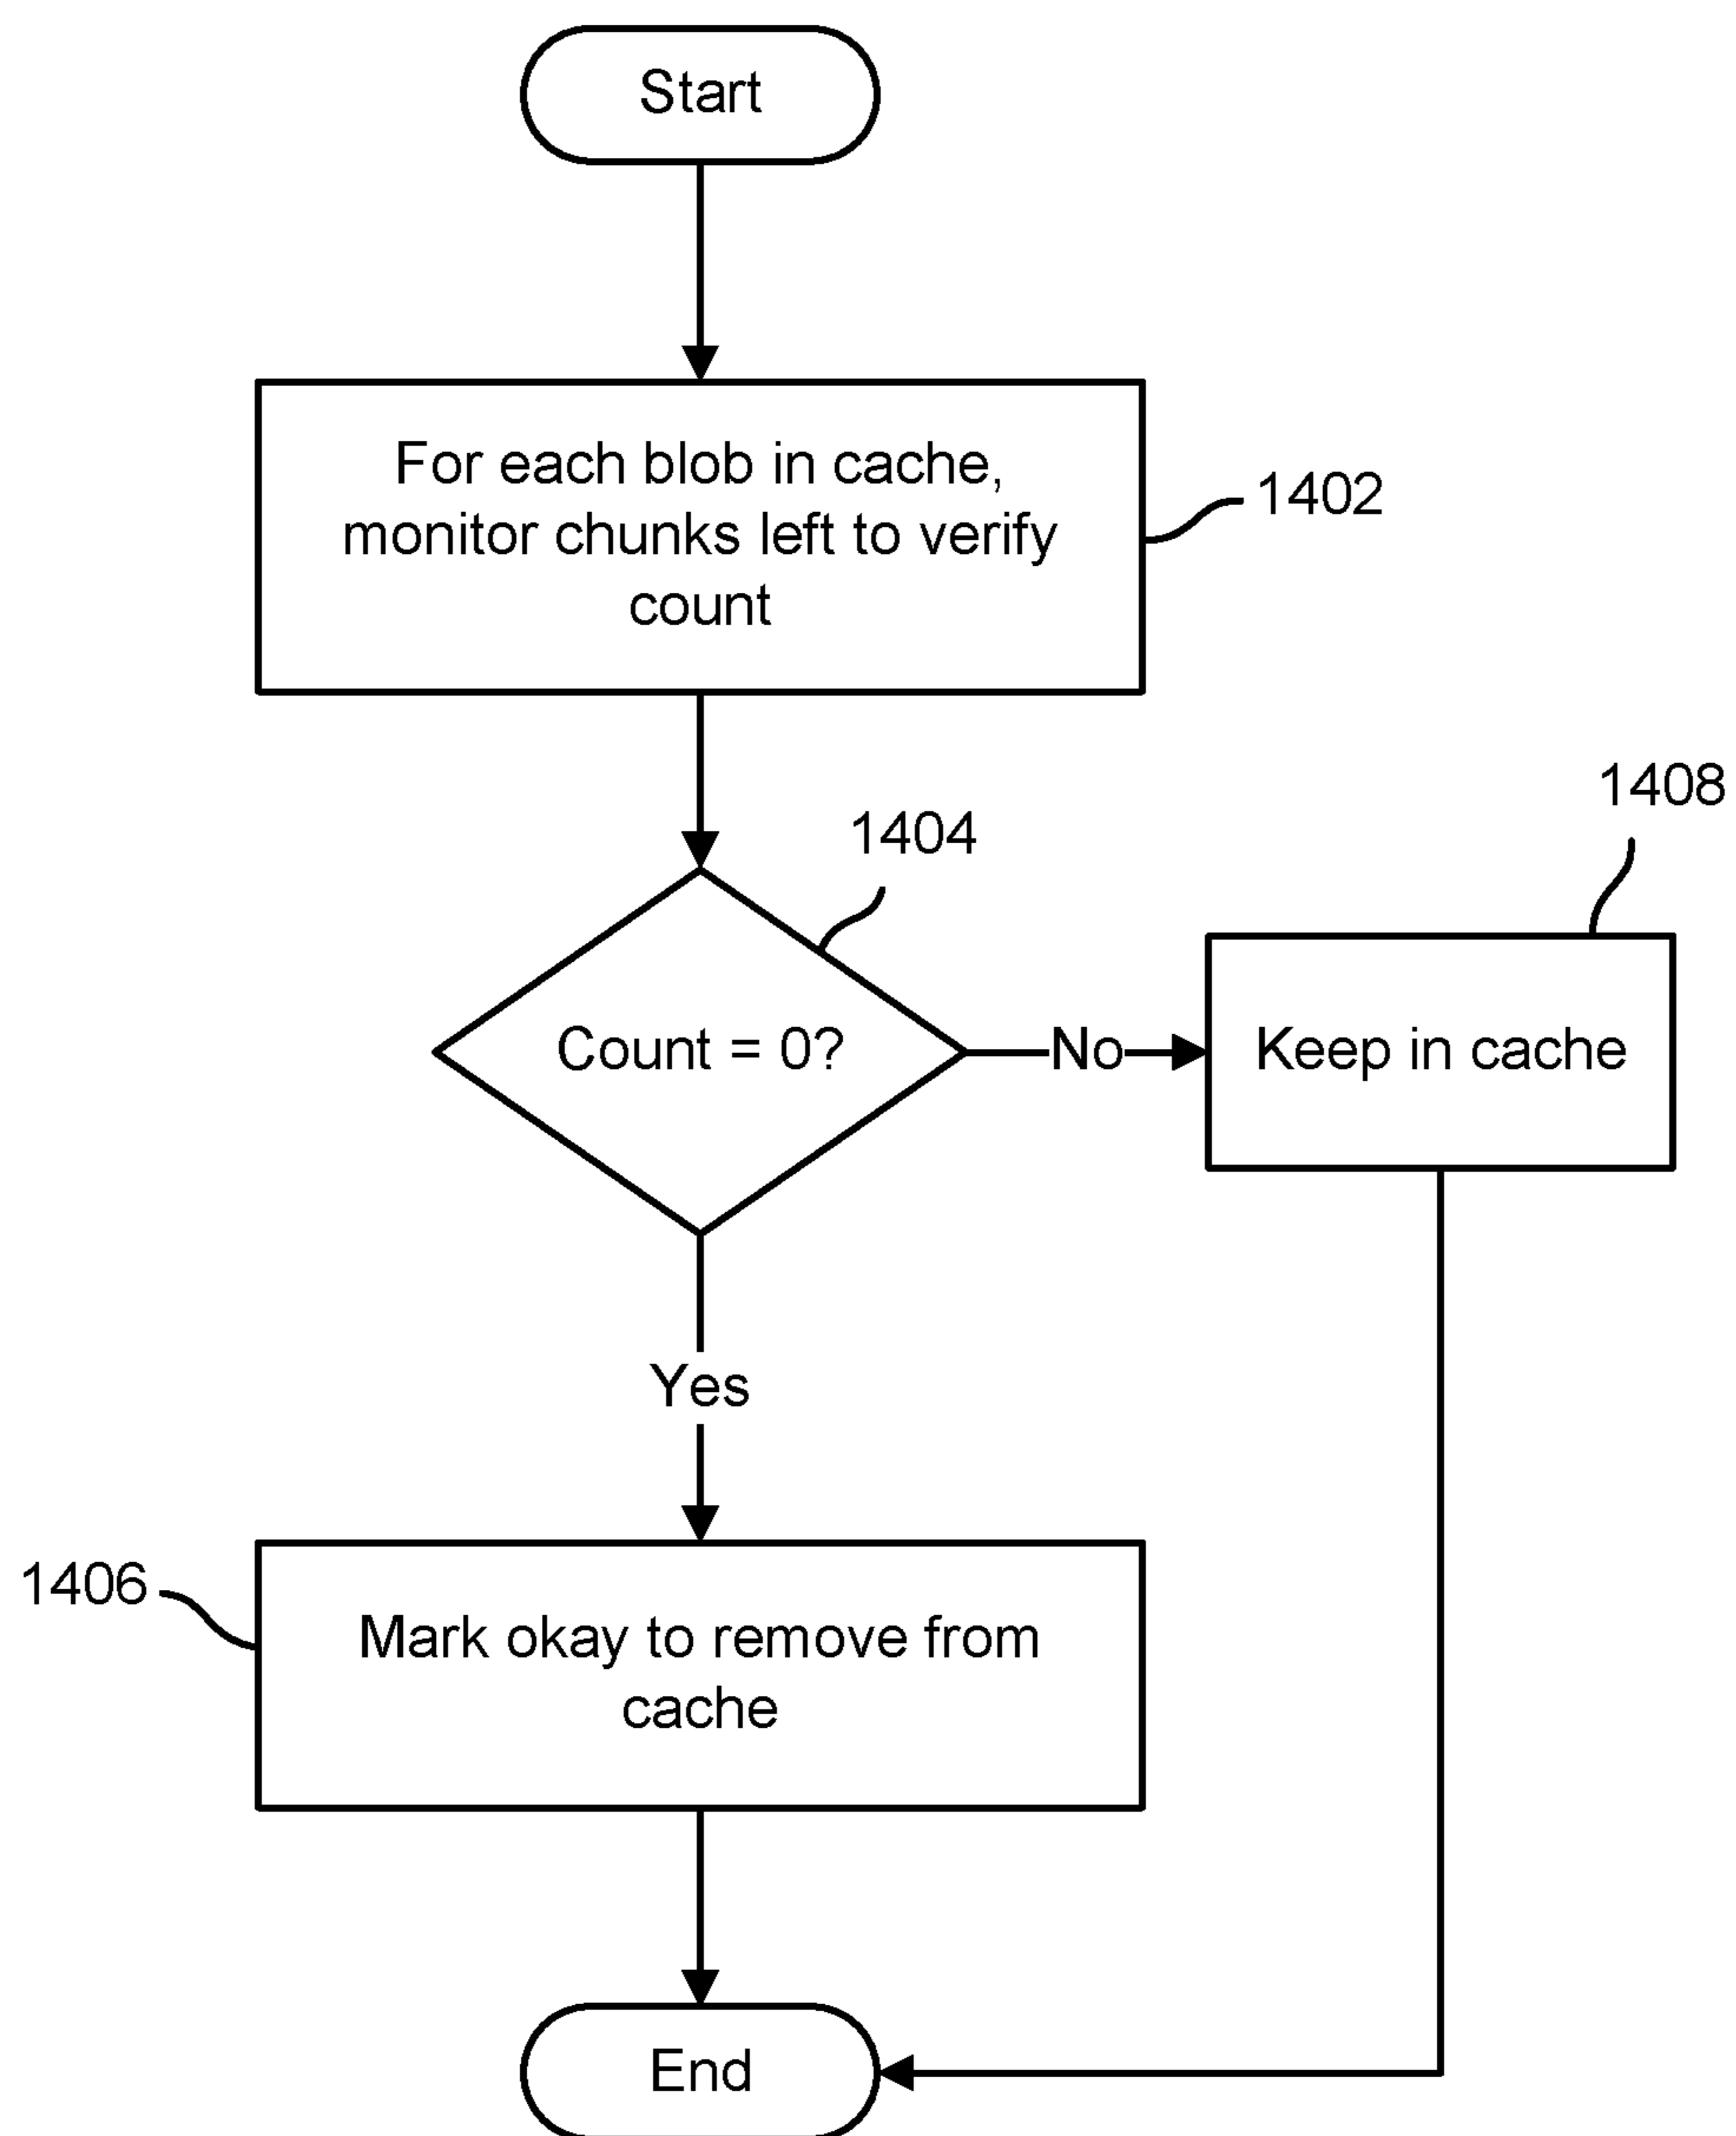 Start
For each blob in cache,
monitor chunks left to verify
count
1402
1404
1408
Count = 0?
No
Keep in cache
Yes
1406
Mark okay to remove from
cache
End